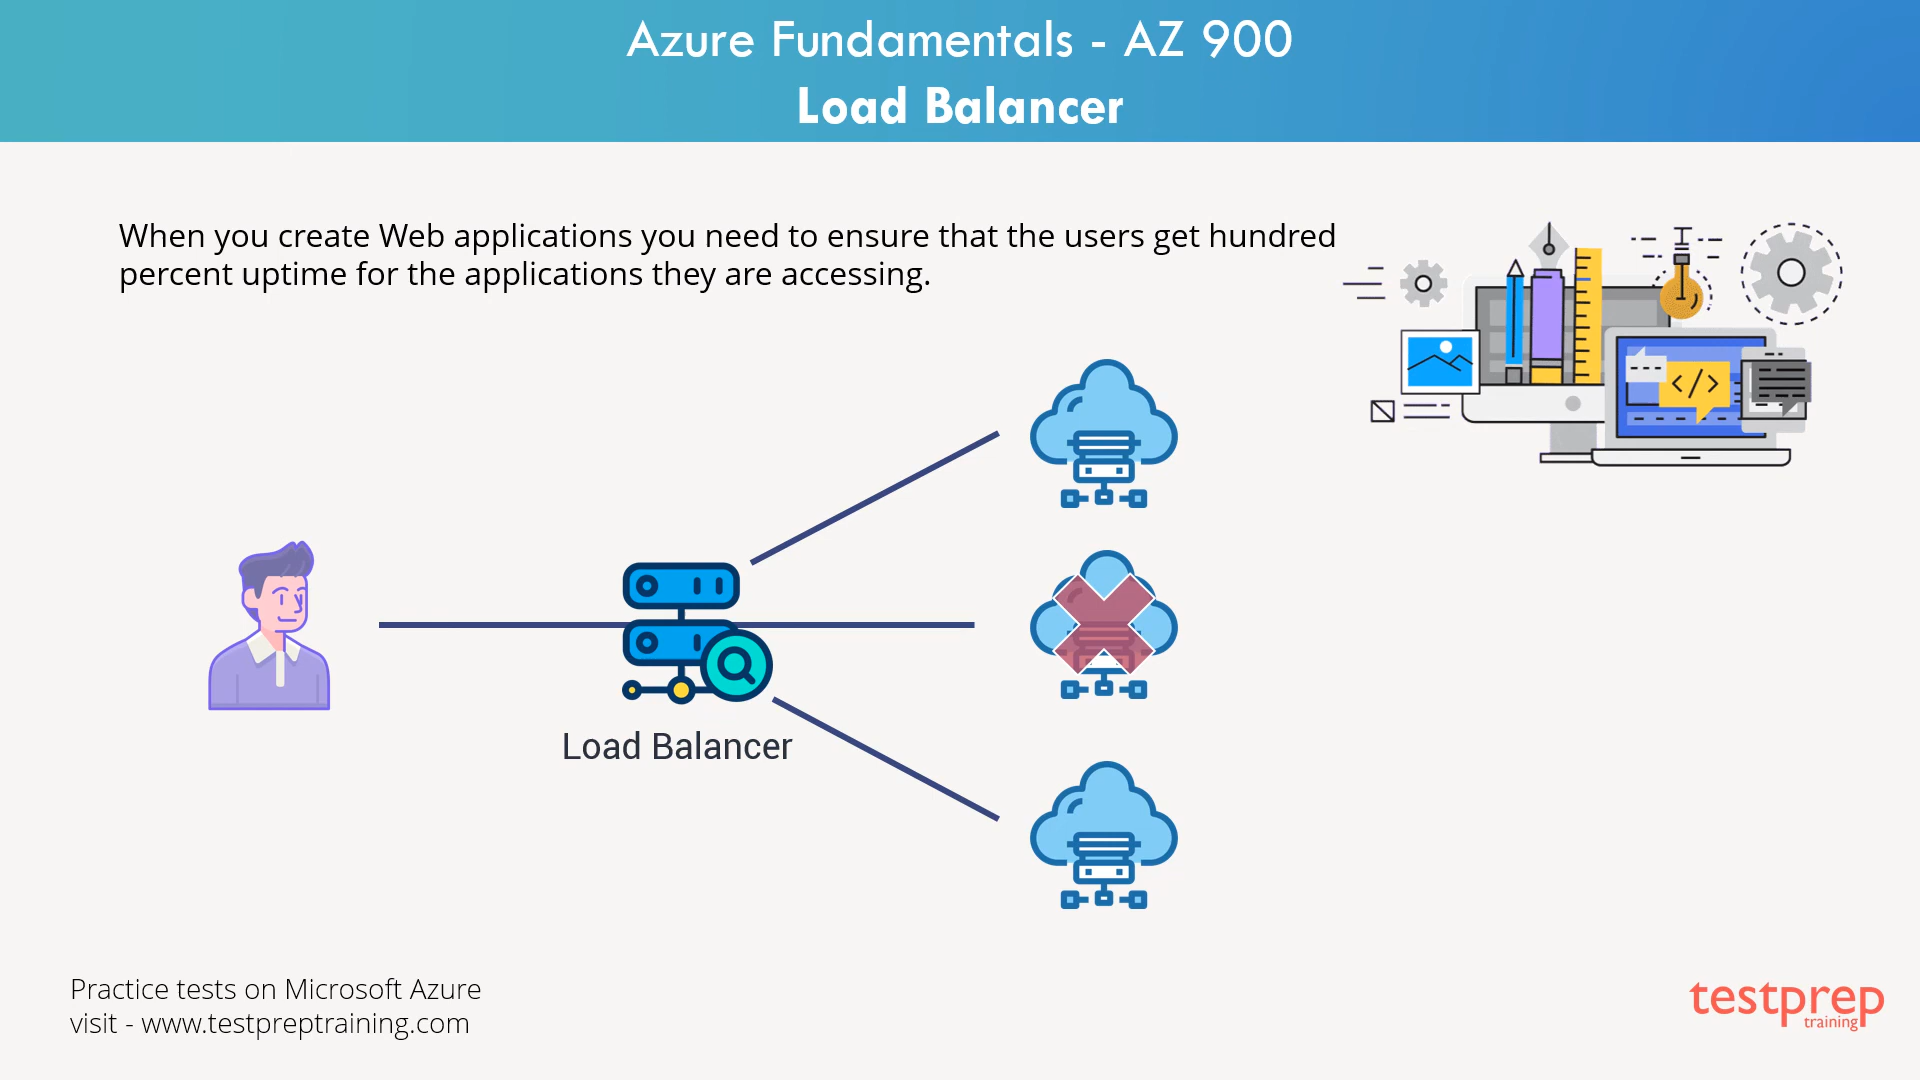 Azure Fundamentals - AZ 900
Load Balancer
When you create Web applications you need to ensure that the users get hundred
percent uptime for the applications they are accessing.
</>
Load Balancer
Practice tests on Microsoft Azure
visit - www.testpreptraining.com
testprep
training